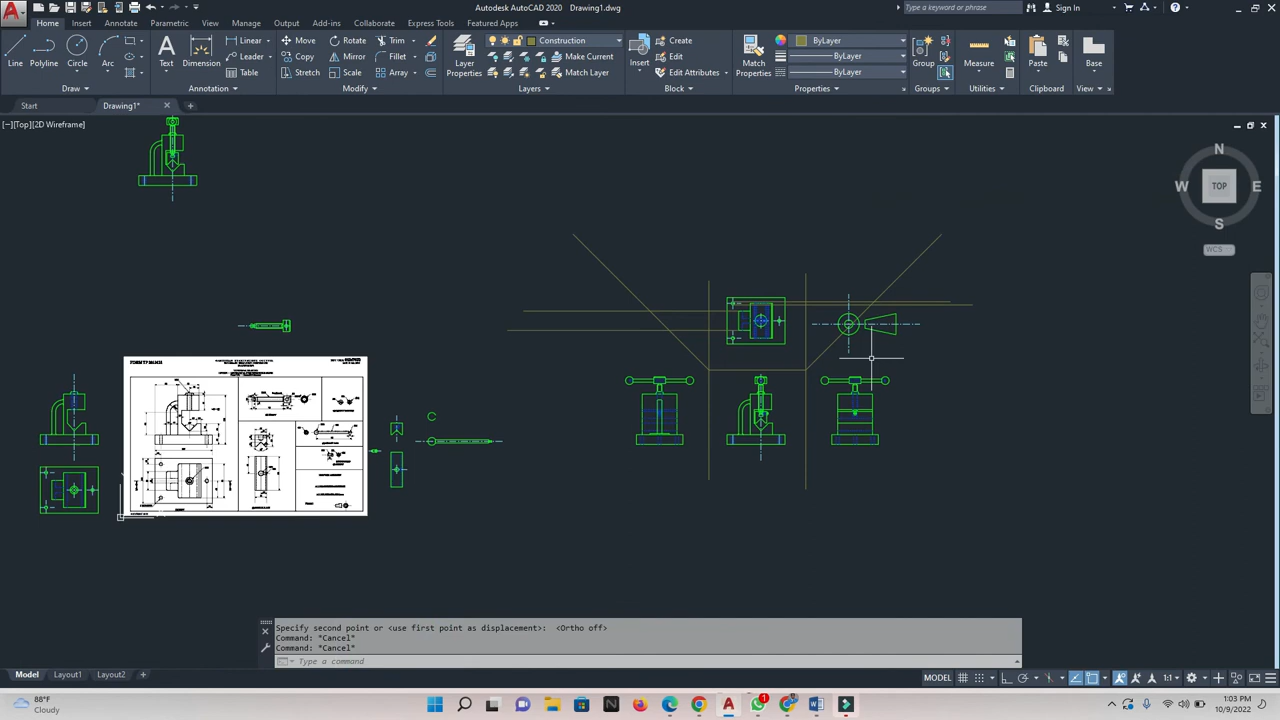 Autodesk AutoCAD 2020 Drawing1.dwg
Type a keyword or phrase
Sign In
Home Insert Annotate Parametric View Manage Output Add-ins Collaborate Express Tools Featured Apps
Line Polyline Circle Arc
Draw
Text Dimension
Linear
Leader
Table
Annotation
Move Rotate Trim
Copy Mirror Fillet
Stretch Scale Array
Modify
Layer
Properties
Construction
Make Current
Match Layer
Layers
Insert
Create
Edit
Edit Attributes
Block
Match
Properties
ByLayer
ByLayer
ByLayer
Properties
Group
Groups
Measure
Utilities
Paste
Clipboard
Base
View
Start Drawing1*
[−][Top][2D Wireframe]
N
W TOP E
S
WCS
C
Specify second point or <use first point as displacement>: <Ortho off>
Command: *Cancel*
Command: *Cancel*
Type a command
Model Layout1 Layout2
MODEL 1:1
88°F
Cloudy
1
1:03 PM
10/9/2022